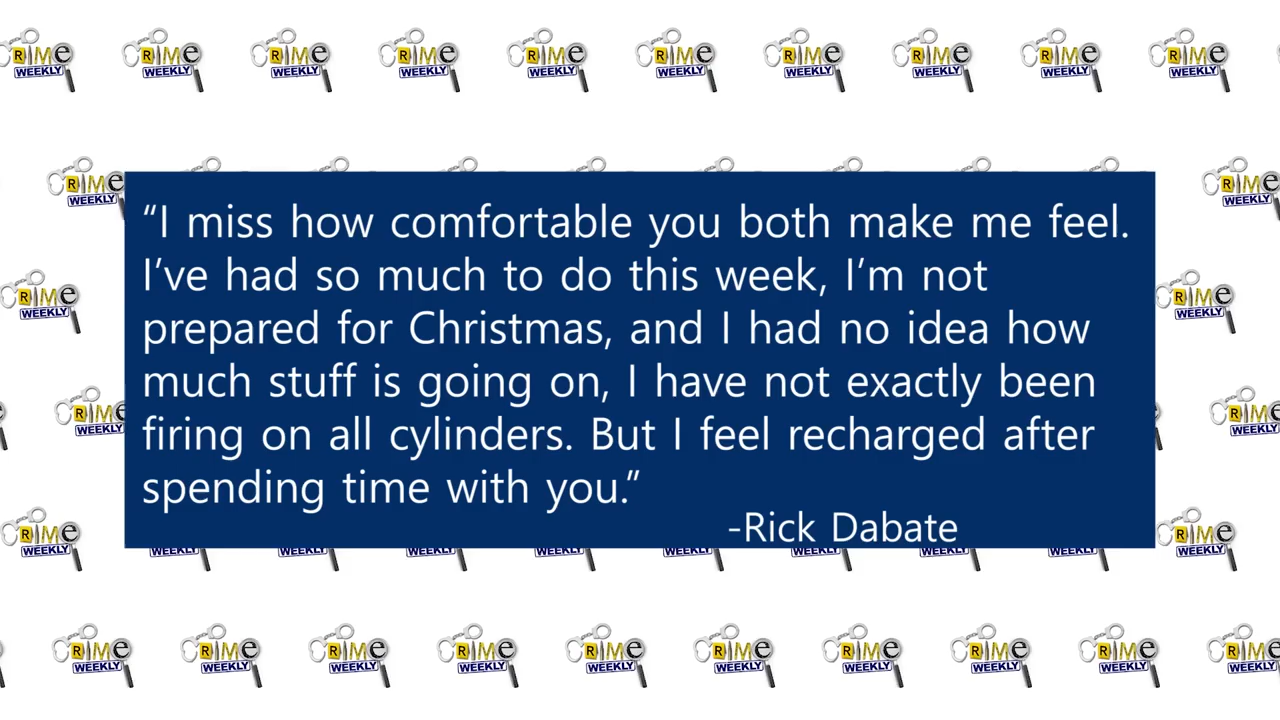 CRIME WEEKLY
“I miss how comfortable you both make me feel.
I’ve had so much to do this week, I’m not
prepared for Christmas, and I had no idea how
much stuff is going on, I have not exactly been
firing on all cylinders. But I feel recharged after
spending time with you.”
-Rick Dabate